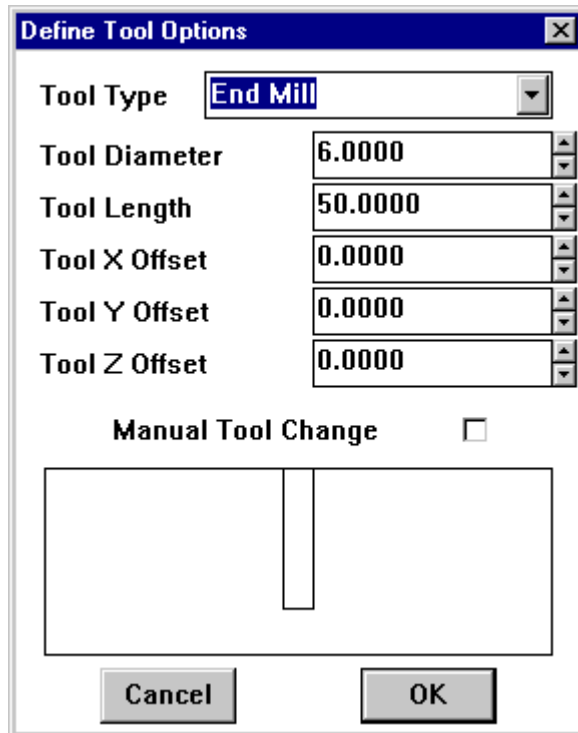 Define Tool Options
Tool Type End Mill
Tool Diameter 6.0000
Tool Length 50.0000
Tool X Offset 0.0000
Tool Y Offset 0.0000
Tool Z Offset 0.0000
Manual Tool Change
Cancel OK